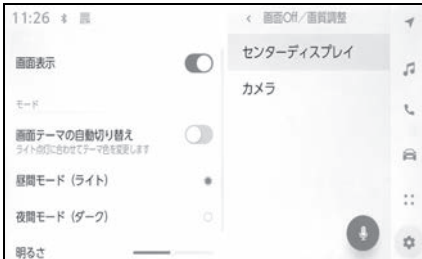 11:26
画面表示
モード
画面テーマの自動切り替え
ライト点灯に合わせてテーマ色を変更します
昼間モード（ライト）
夜間モード（ダーク）
明るさ
＜ 画面Off／画質調整
センターディスプレイ
カメラ